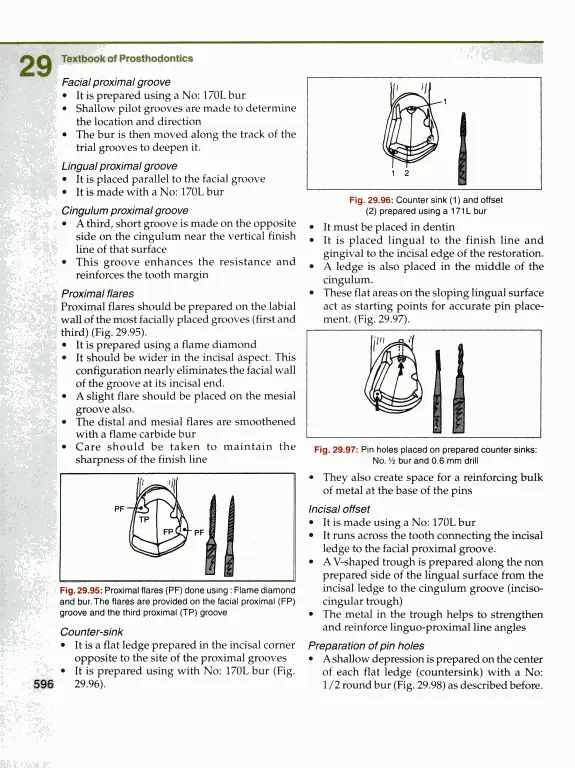 29
Textbook of Prosthodontics
Facial proximal groove
• It is prepared using a No: 170L bur
• Shallow pilot grooves are made to determine
the location and direction
• The bur is then moved along the track of the
trial grooves to deepen it.
Lingual proximal groove
• It is placed parallel to the facial groove
• It is made with a No: 170L bur
Cingulum proximal groove
• A third, short groove is made on the opposite
side on the cingulum near the vertical finish
line of that surface
• This groove enhances the resistance and
reinforces the tooth margin
Proximal flares
Proximal flares should be prepared on the labial
wall of the most facially placed grooves (first and
third) (Fig. 29.95).
• It is prepared using a flame diamond
• It should be wider in the incisal aspect. This
configuration nearly eliminates the facial wall
of the groove at its incisal end.
• A slight flare should be placed on the mesial
groove also.
• The distal and mesial flares are smoothened
with a flame carbide bur
• Care should be taken to maintain the
sharpness of the finish line
PF
TP
FP
PF
Fig. 29.95: Proximal flares (PF) done using : Flame diamond
and bur. The flares are provided on the facial proximal (FP)
groove and the third proximal (TP) groove
Counter-sink
• It is a flat ledge prepared in the incisal corner
opposite to the site of the proximal grooves
• It is prepared using with No: 170L bur (Fig.
29.96).
596
1
1 2
Fig. 29.96: Counter sink (1) and offset
(2) prepared using a 171L bur
• It must be placed in dentin
• It is placed lingual to the finish line and
gingival to the incisal edge of the restoration.
• A ledge is also placed in the middle of the
cingulum.
• These flat areas on the sloping lingual surface
act as starting points for accurate pin place-
ment. (Fig. 29.97).
Fig. 29.97: Pin holes placed on prepared counter sinks:
No. ½ bur and 0.6 mm drill
• They also create space for a reinforcing bulk
of metal at the base of the pins
Incisal offset
• It is made using a No: 170L bur
• It runs across the tooth connecting the incisal
ledge to the facial proximal groove.
• A V-shaped trough is prepared along the non
prepared side of the lingual surface from the
incisal ledge to the cingulum groove (inciso-
cingular trough)
• The metal in the trough helps to strengthen
and reinforce linguo-proximal line angles
Preparation of pin holes
• A shallow depression is prepared on the center
of each flat ledge (countersink) with a No:
1/2 round bur (Fig. 29.98) as described before.